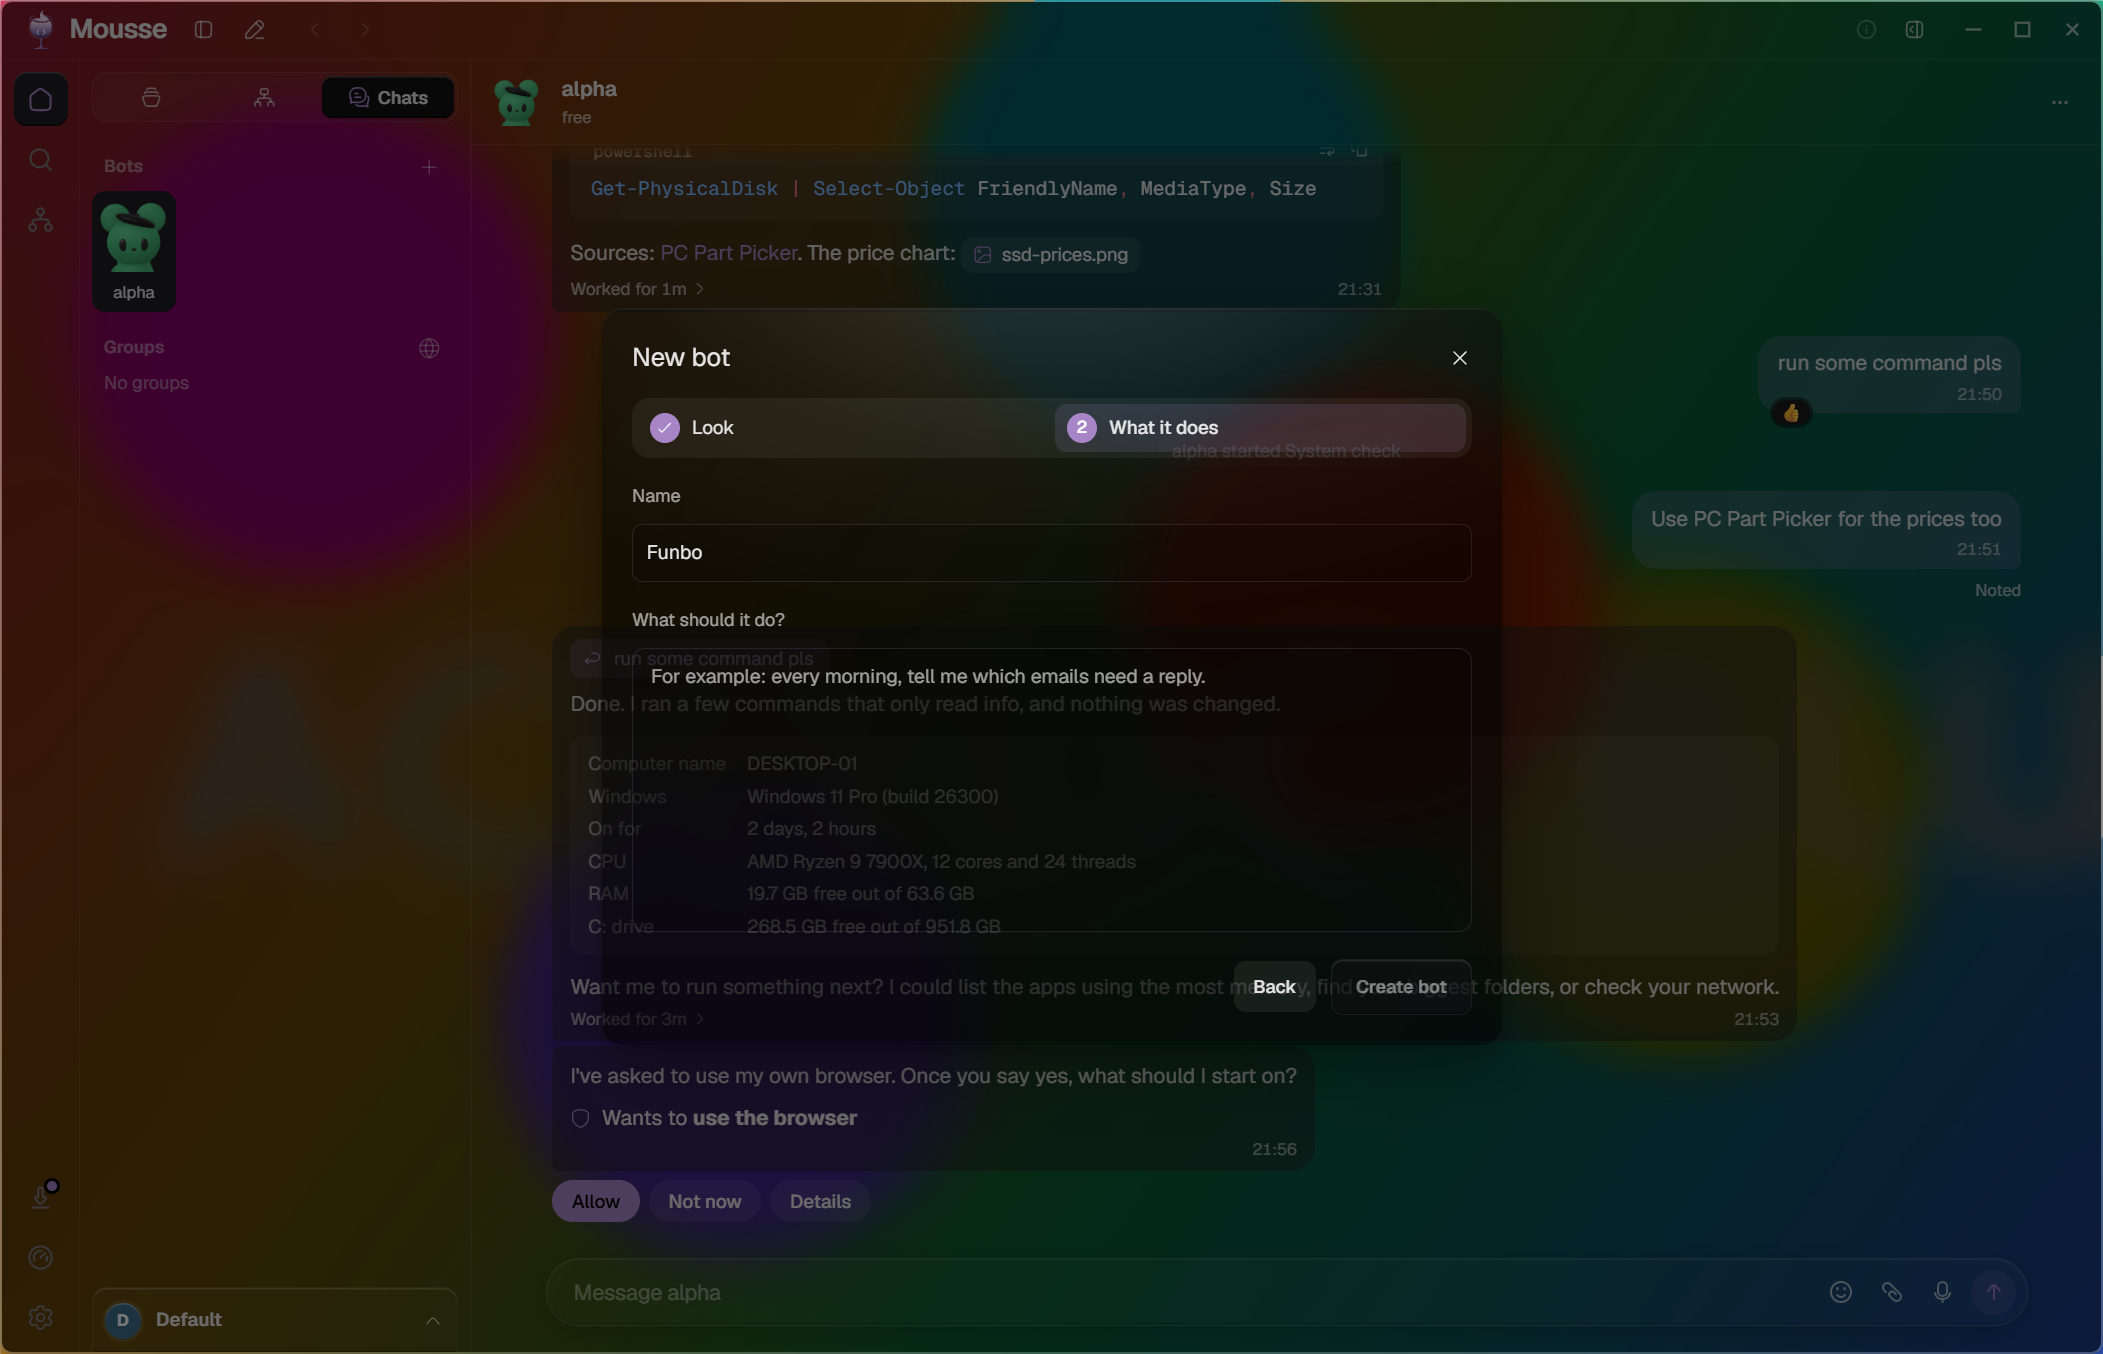 Mousse
Chats
Bots
alpha
Groups
No groups
D Default
alpha
free
powershell
Get-PhysicalDisk | Select-Object FriendlyName, MediaType, Size
Sources: PC Part Picker. The price chart: ssd-prices.png
Worked for 1m
21:31
run some command pls
21:50
👍
alpha started System check
Use PC Part Picker for the prices too
21:51
Noted
New bot
Look
2 What it does
Name
Funbo
What should it do?
For example: every morning, tell me which emails need a reply.
Back
Create bot
run some command pls
Done. I ran a few commands that only read info, and nothing was changed.
Computer name DESKTOP-01
Windows Windows 11 Pro (build 26300)
On for 2 days, 2 hours
CPU AMD Ryzen 9 7900X, 12 cores and 24 threads
RAM 19.7 GB free out of 63.6 GB
C: drive 268.5 GB free out of 951.8 GB
Want me to run something next? I could list the apps using the most folders, or check your network.
Worked for 3m
21:53
I've asked to use my own browser. Once you say yes, what should I start on?
Wants to use the browser
21:56
Allow
Not now
Details
Message alpha